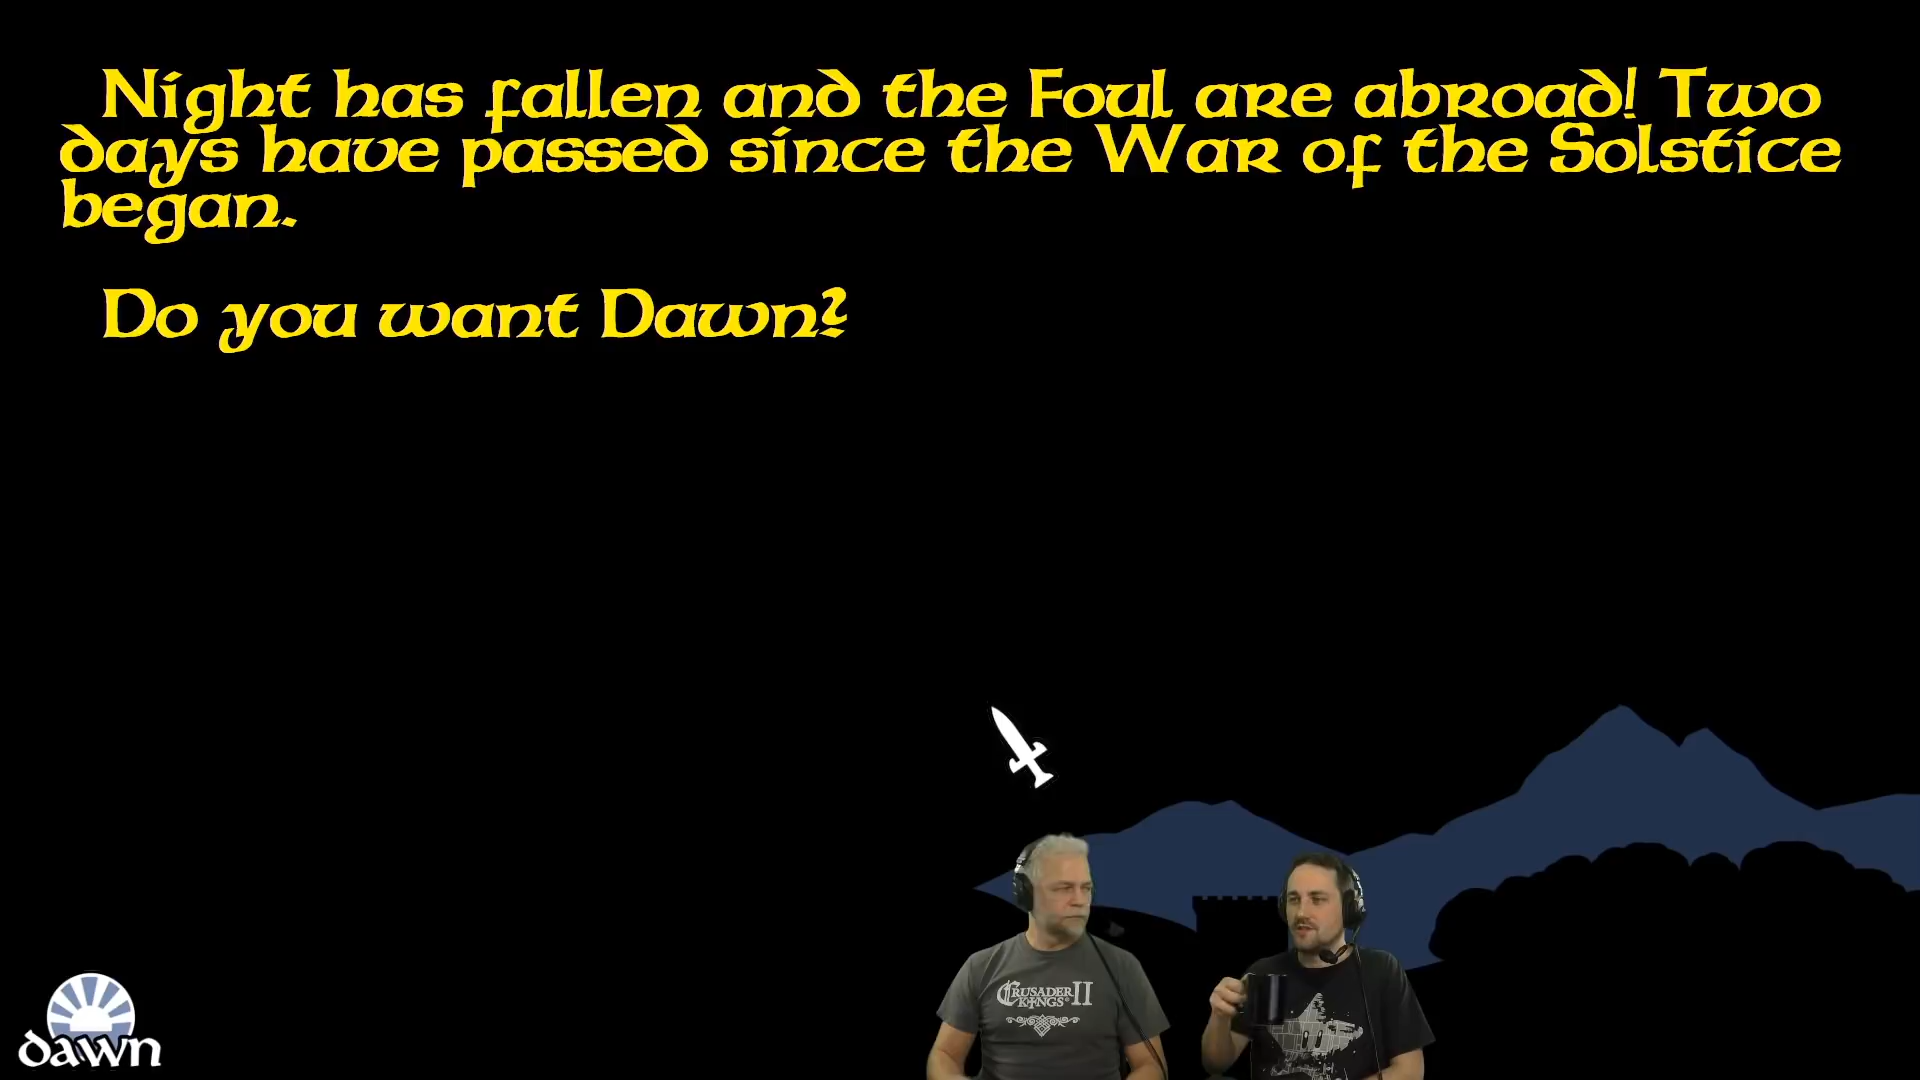 Night has fallen and the Foul are abroad! Two
days have passed since the War of the Solstice
began.
Do you want Dawn?
CRUSADER
KINGS II
dawn